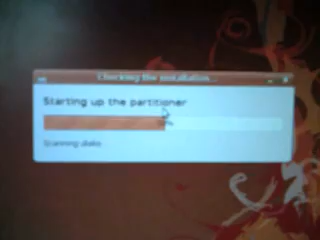 Checking the installation...
Starting up the partitioner
Scanning disks